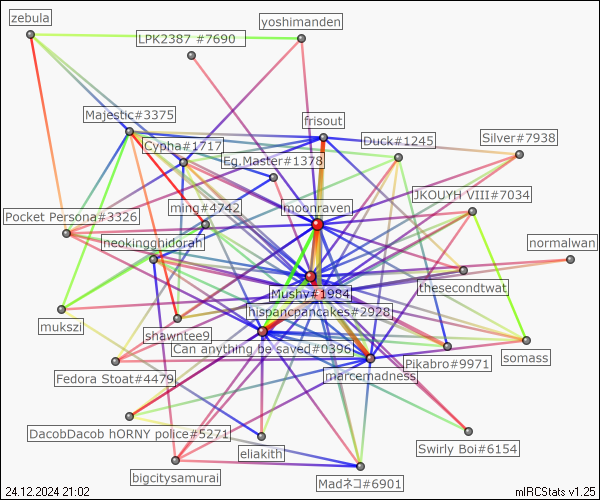 zebula
yoshimanden
LPK2387 #7690
Majestic#3375
frisout
Cypha#1717
Duck#1245
Silver#7938
Eg.Master#1378
JKOUYH VIII#7034
ming#4742
moonraven
Pocket Persona#3326
neokingghidorah
normalwan
thesecondtwat
Mushy#1984
hispancpancakes#2928
mukszi
shawntee9
Can anything be saved#0396
Pikabro#9971
somass
Fedora Stoat#4479
marcemadness
DacobDacob hORNY police#5271
eliakith
Swirly Boi#6154
bigcitysamurai
Madネコ#6901
24.12.2024 21:02
mIRCStats v1.25